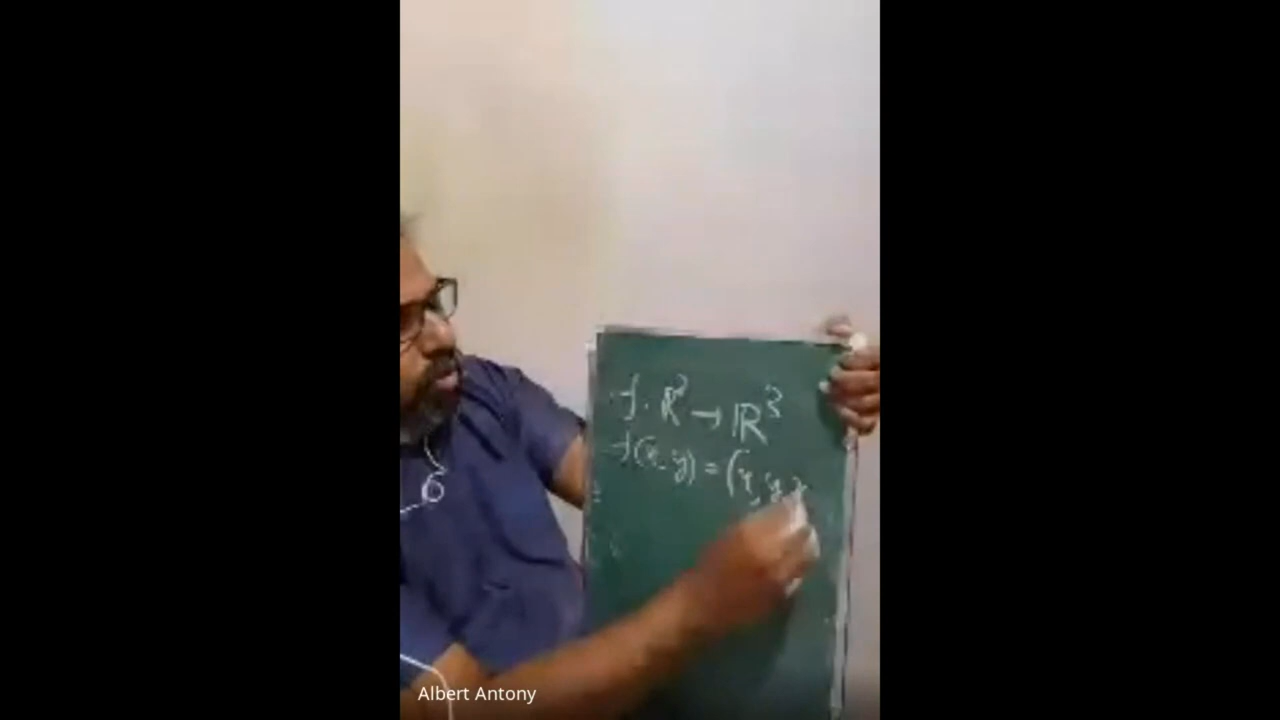 f: ℝ² → ℝ³
f(x, y) = (x, y, x
Albert Antony